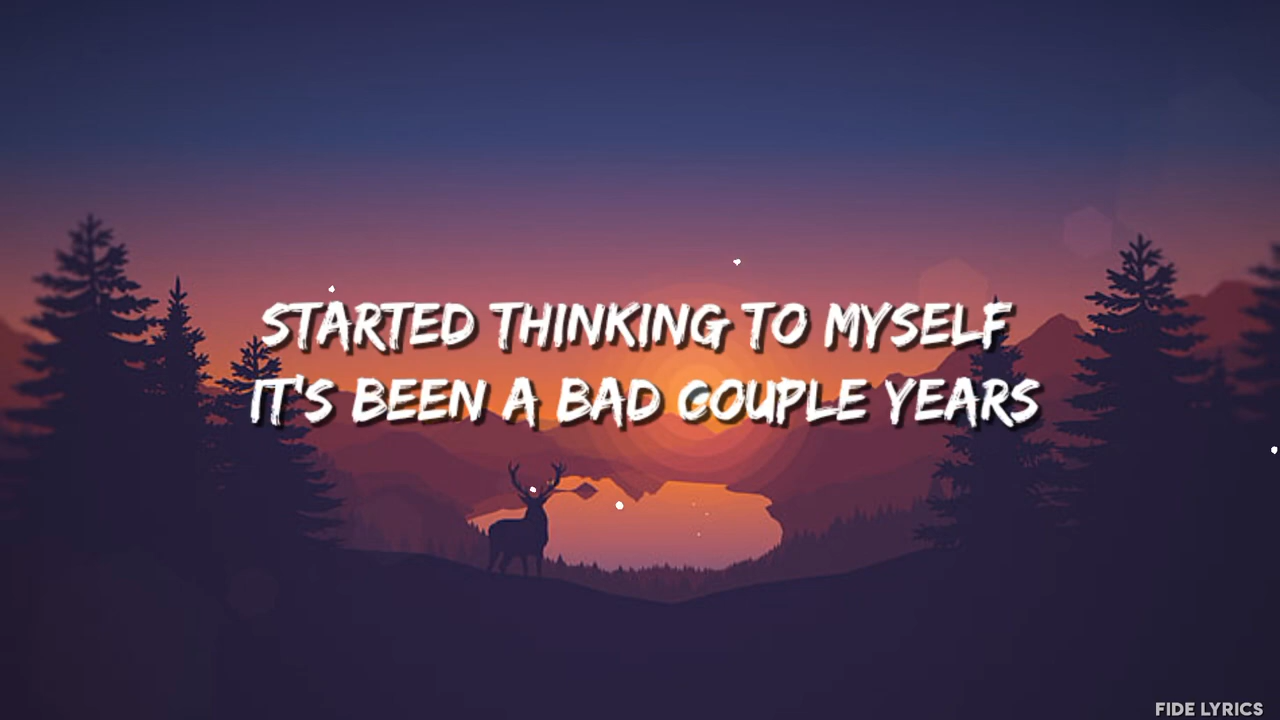 STARTED THINKING TO MYSELF
IT'S BEEN A BAD COUPLE YEARS
FIDE LYRICS